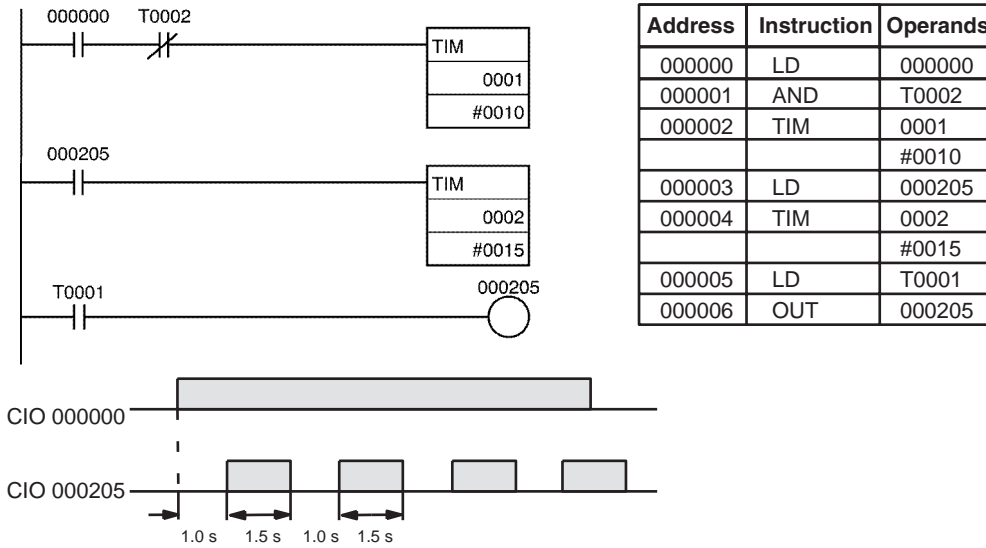 000000 T0002
TIM
0001
#0010
000205
TIM
0002
#0015
T0001 000205
Address Instruction Operands
000000 LD 000000
000001 AND T0002
000002 TIM 0001
#0010
000003 LD 000205
000004 TIM 0002
#0015
000005 LD T0001
000006 OUT 000205
CIO 000000
CIO 000205
1.0 s 1.5 s 1.0 s 1.5 s